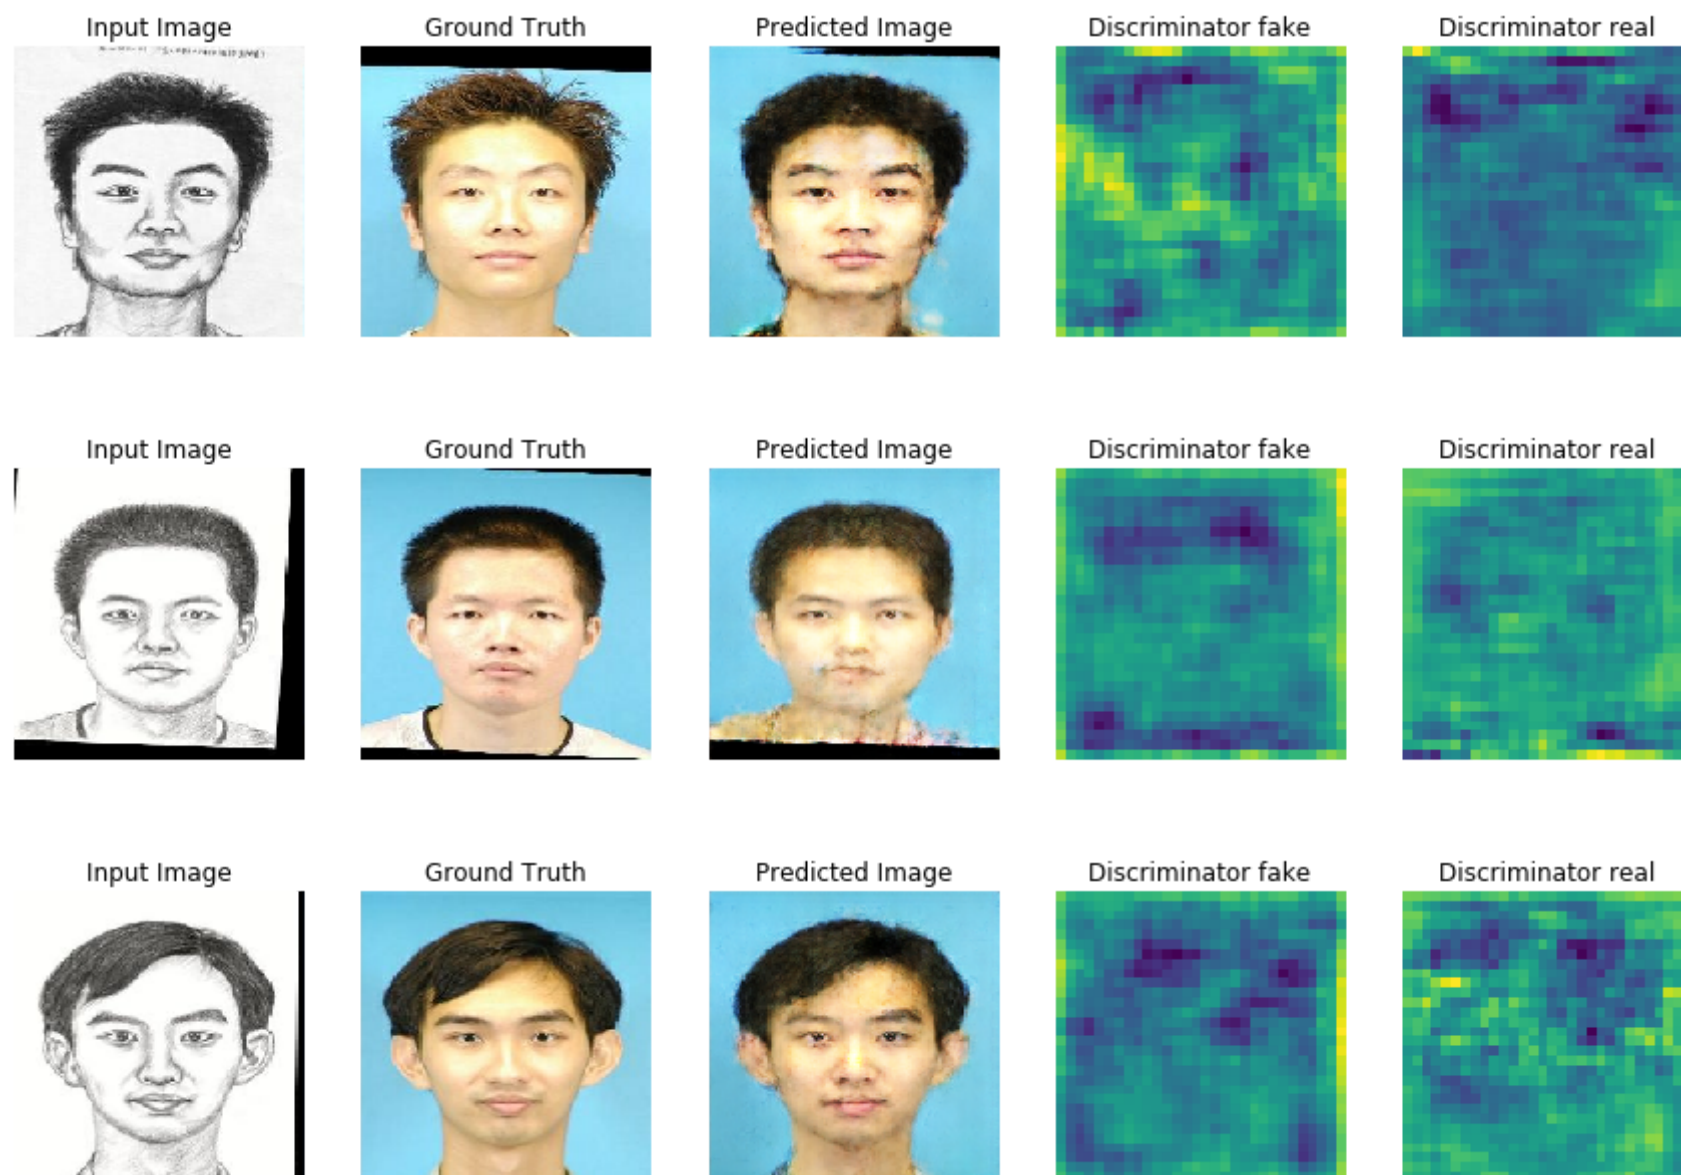 Input Image
Ground Truth
Predicted Image
Discriminator fake
Discriminator real
Input Image
Ground Truth
Predicted Image
Discriminator fake
Discriminator real
Input Image
Ground Truth
Predicted Image
Discriminator fake
Discriminator real